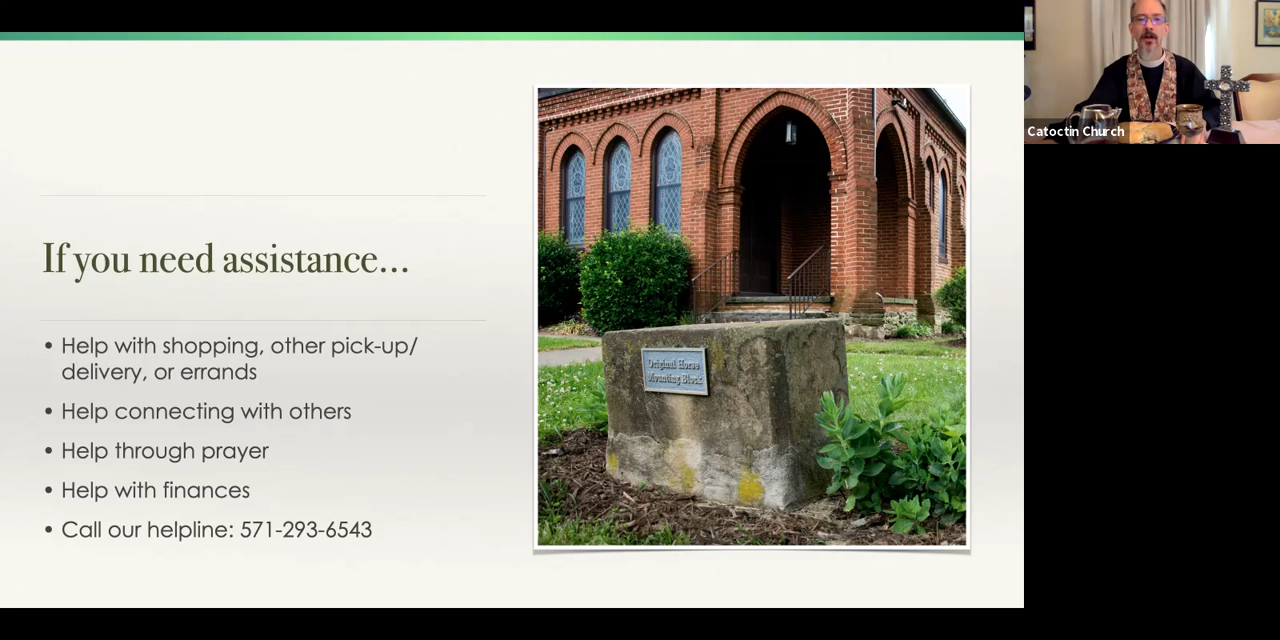 If you need assistance...
• Help with shopping, other pick-up/
delivery, or errands
• Help connecting with others
• Help through prayer
• Help with finances
• Call our helpline: 571-293-6543
Original Horse
Mounting Block
Catoctin Church